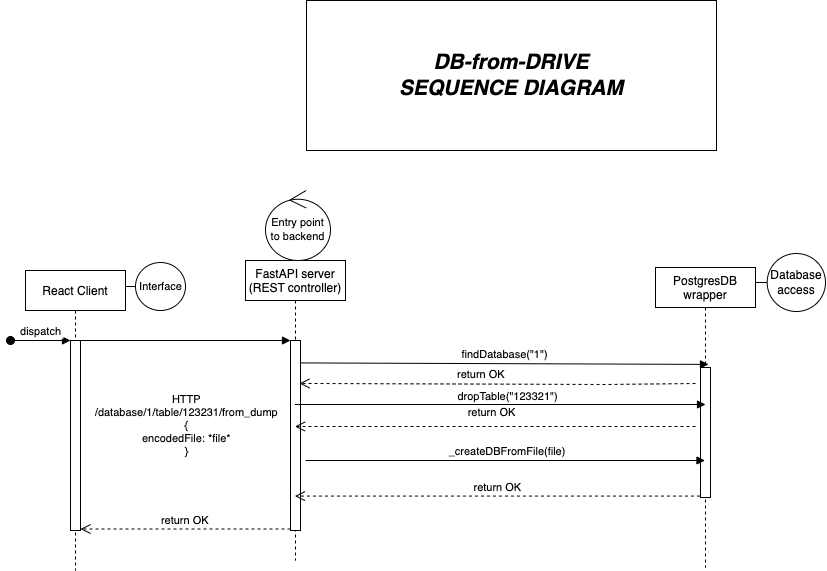 DB-from-DRIVE
SEQUENCE DIAGRAM
Entry point
to backend
FastAPI server
(REST controller)
React Client
Interface
PostgresDB
wrapper
Database
access
dispatch
findDatabase("1")
return OK
HTTP
/database/1/table/123231/from_dump
{
encodedFile: *file*
}
dropTable("123321")
return OK
_createDBFromFile(file)
return OK
return OK